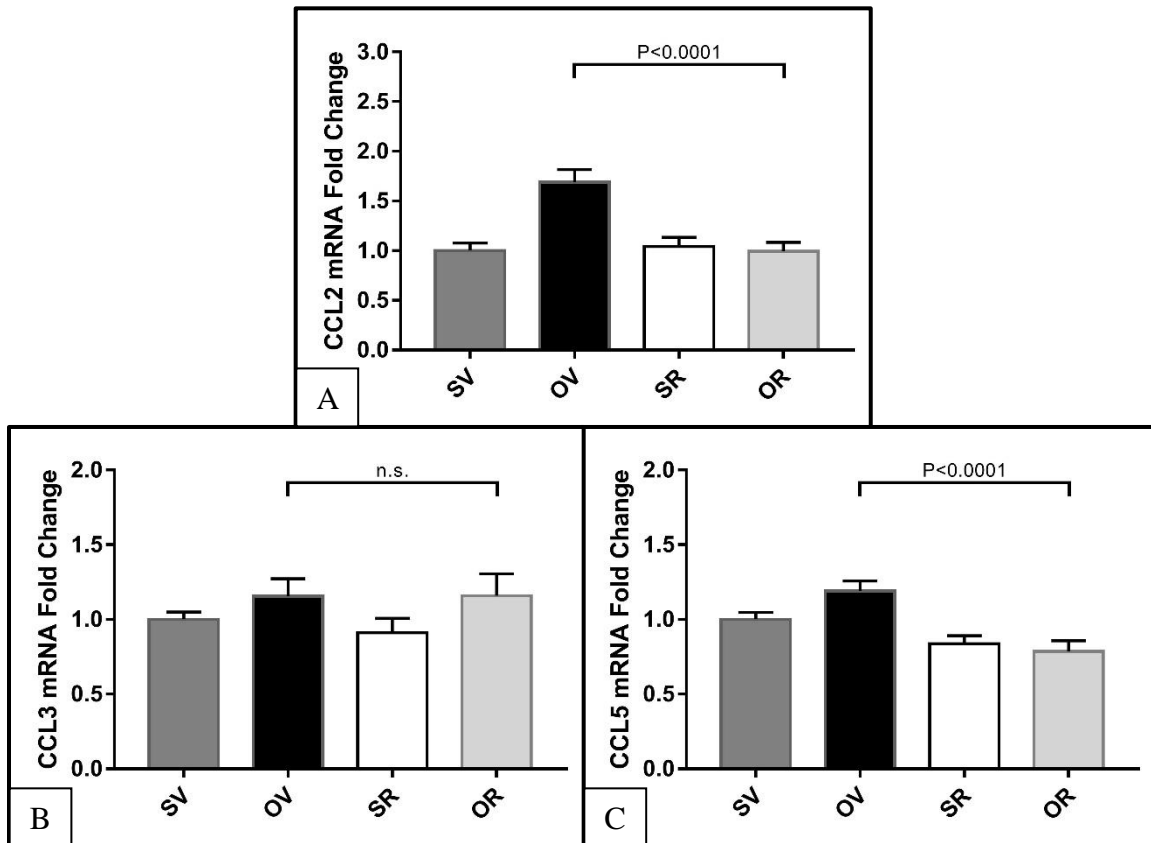 CCL2 mRNA Fold Change
3.0
2.5
2.0
1.5
1.0
0.5
0.0
P<0.0001
SV
OV
SR
OR
A
CCL3 mRNA Fold Change
2.0
1.5
1.0
0.5
0.0
n.s.
SV
OV
SR
OR
B
CCL5 mRNA Fold Change
2.0
1.5
1.0
0.5
0.0
P<0.0001
SV
OV
SR
OR
C